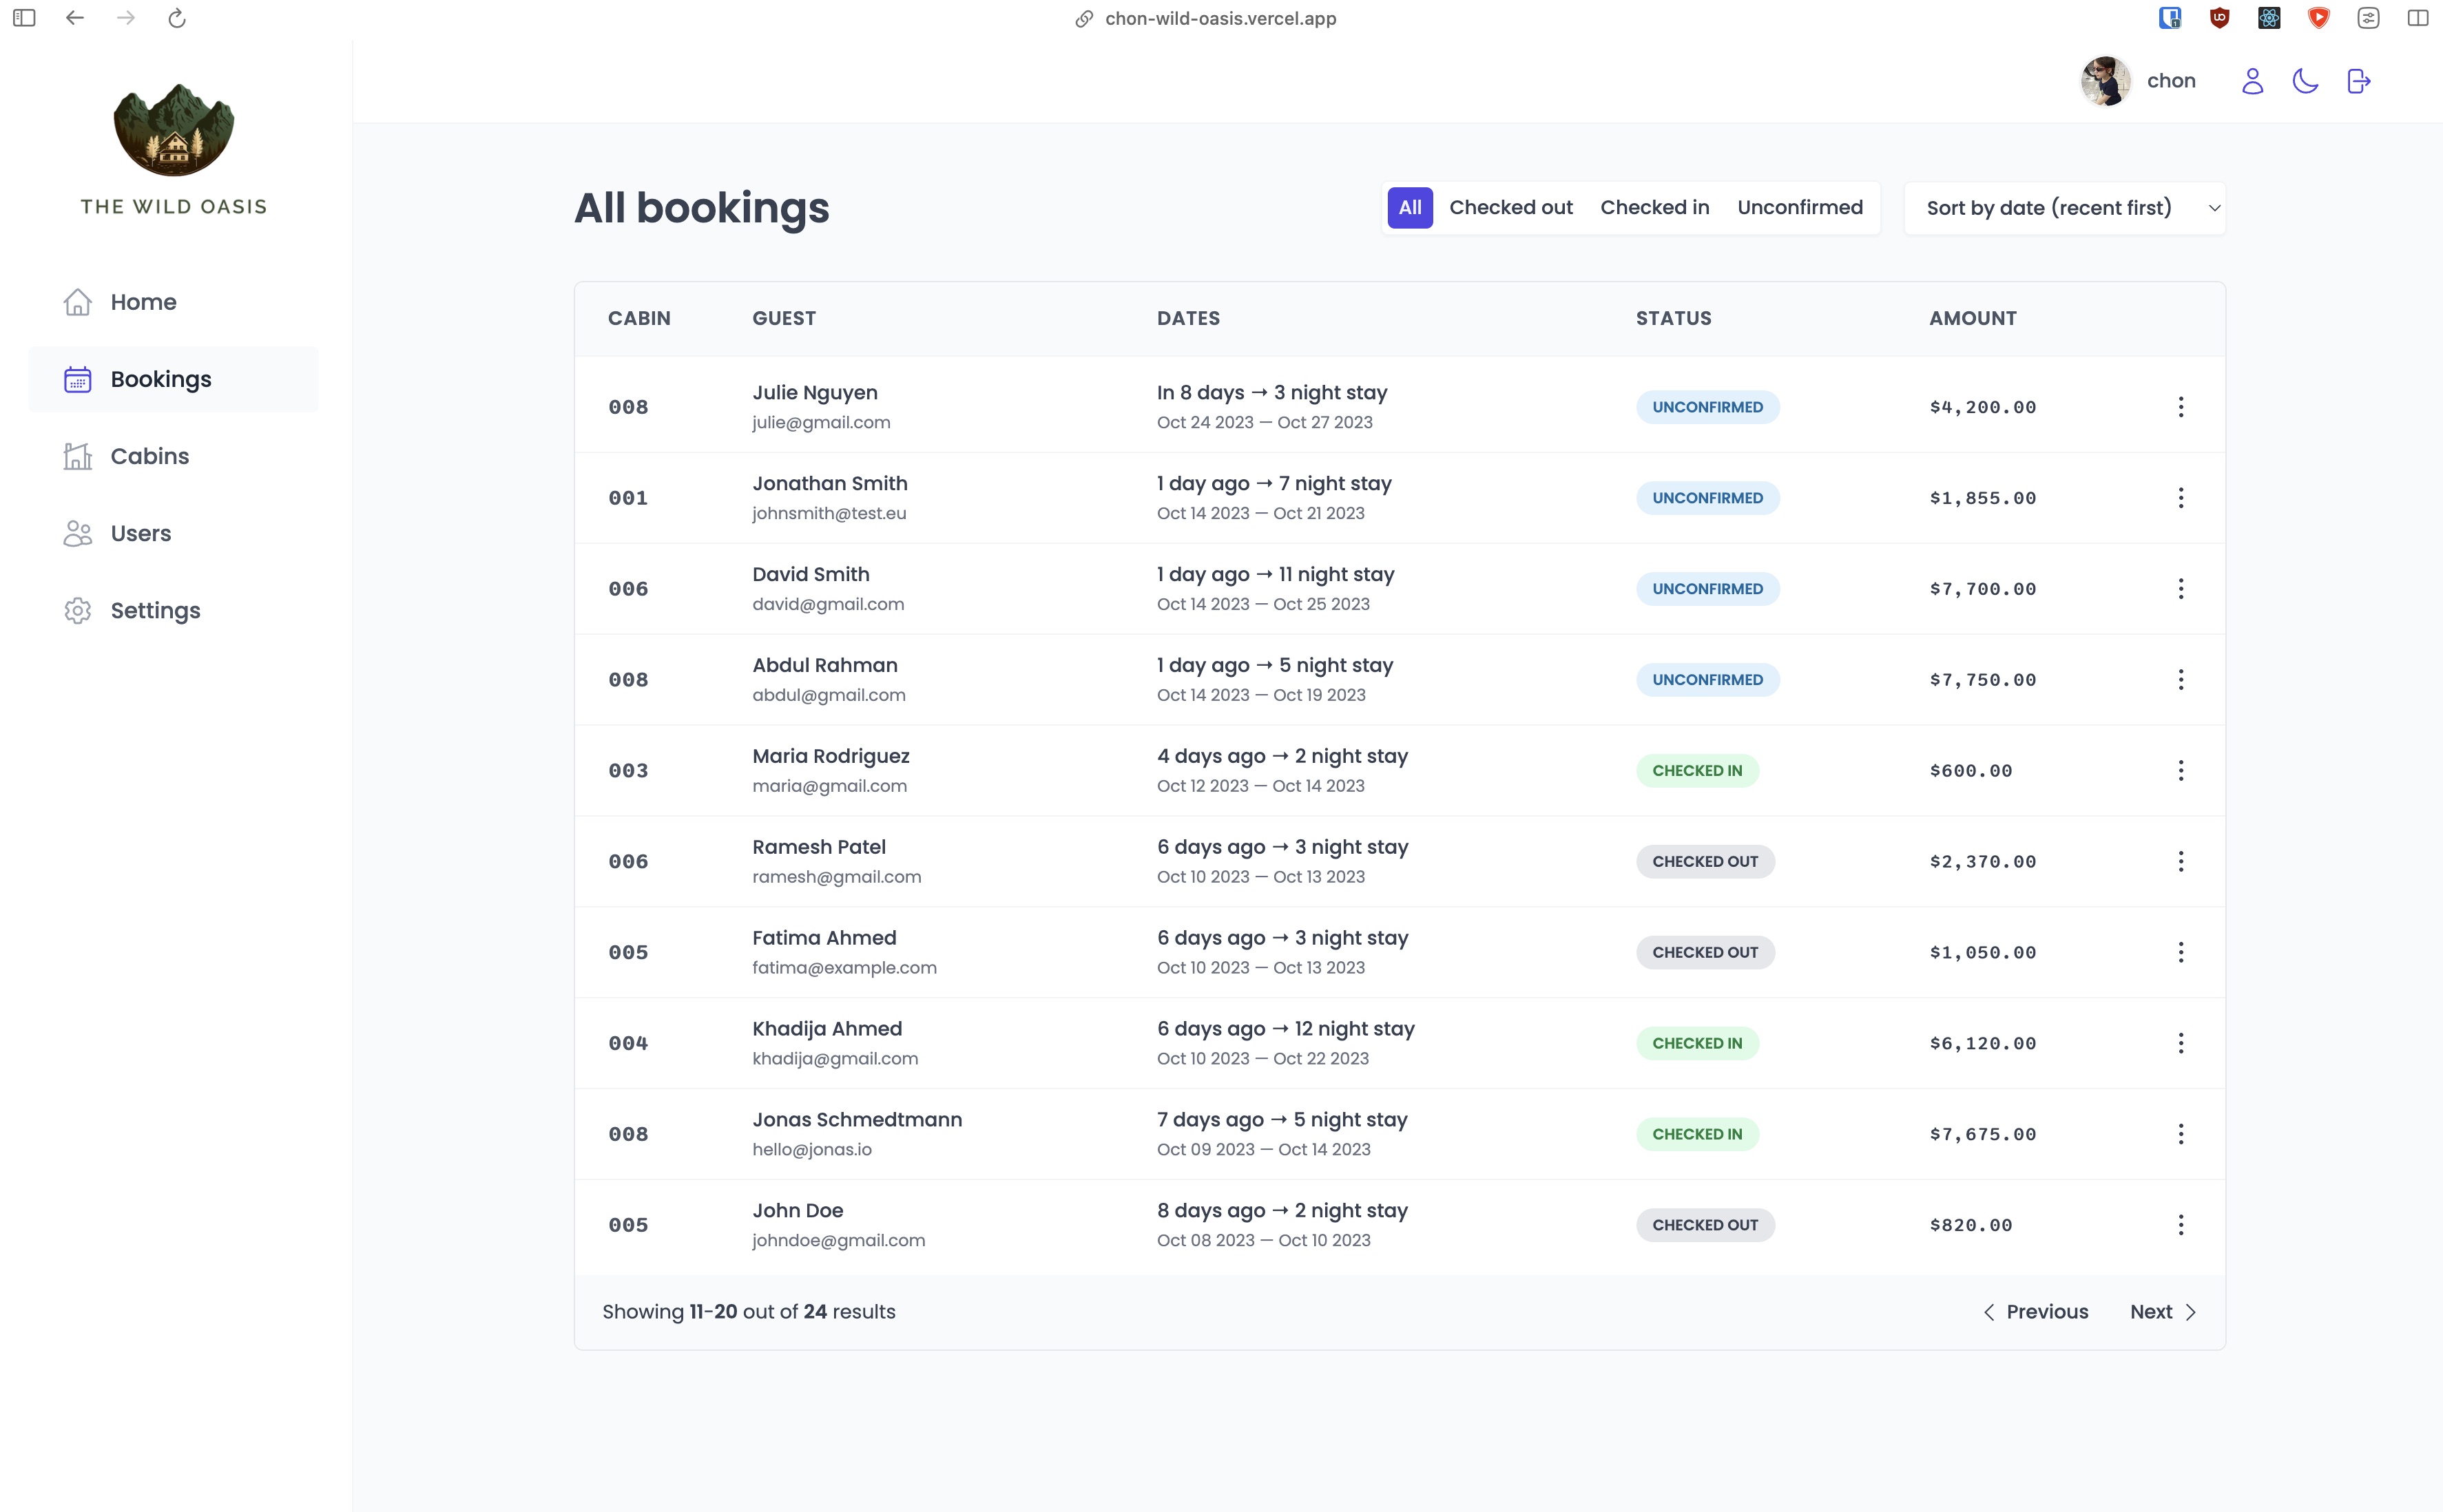 chon-wild-oasis.vercel.app
chon
THE WILD OASIS
Home
Bookings
Cabins
Users
Settings
All bookings
All Checked out Checked in Unconfirmed
Sort by date (recent first)
CABIN GUEST DATES STATUS AMOUNT
008 Julie Nguyen In 8 days → 3 night stay UNCONFIRMED $4,200.00
julie@gmail.com Oct 24 2023 — Oct 27 2023
001 Jonathan Smith 1 day ago → 7 night stay UNCONFIRMED $1,855.00
johnsmith@test.eu Oct 14 2023 — Oct 21 2023
006 David Smith 1 day ago → 11 night stay UNCONFIRMED $7,700.00
david@gmail.com Oct 14 2023 — Oct 25 2023
008 Abdul Rahman 1 day ago → 5 night stay UNCONFIRMED $7,750.00
abdul@gmail.com Oct 14 2023 — Oct 19 2023
003 Maria Rodriguez 4 days ago → 2 night stay CHECKED IN $600.00
maria@gmail.com Oct 12 2023 — Oct 14 2023
006 Ramesh Patel 6 days ago → 3 night stay CHECKED OUT $2,370.00
ramesh@gmail.com Oct 10 2023 — Oct 13 2023
005 Fatima Ahmed 6 days ago → 3 night stay CHECKED OUT $1,050.00
fatima@example.com Oct 10 2023 — Oct 13 2023
004 Khadija Ahmed 6 days ago → 12 night stay CHECKED IN $6,120.00
khadija@gmail.com Oct 10 2023 — Oct 22 2023
008 Jonas Schmedtmann 7 days ago → 5 night stay CHECKED IN $7,675.00
hello@jonas.io Oct 09 2023 — Oct 14 2023
005 John Doe 8 days ago → 2 night stay CHECKED OUT $820.00
johndoe@gmail.com Oct 08 2023 — Oct 10 2023
Showing 11-20 out of 24 results
Previous Next